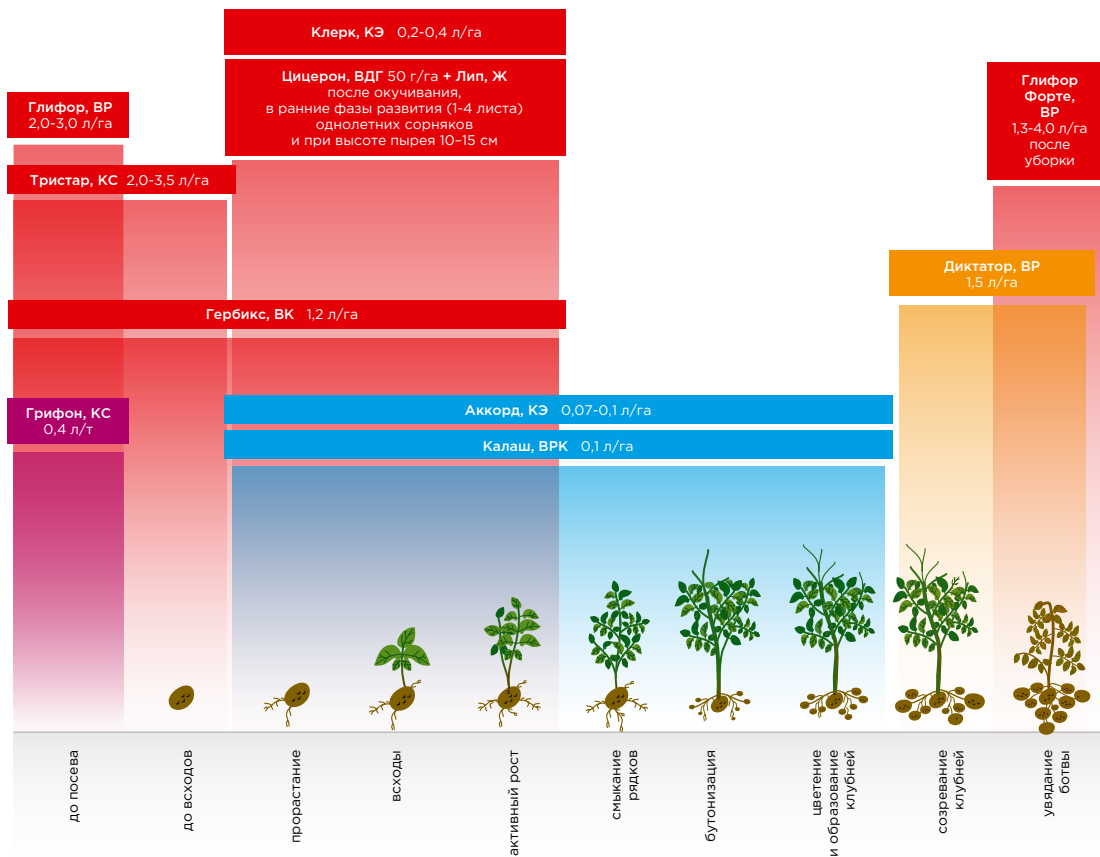 Клерк, КЭ 0,2-0,4 л/га
Цицерон, ВДГ 50 г/га + Лип, Ж
после окучивания,
в ранние фазы развития (1-4 листа)
однолетних сорняков
и при высоте пырея 10–15 см
Глифор, ВР
2,0-3,0 л/га
Глифор
Форте,
ВР
1,3-4,0 л/га
после
уборки
Тристар, КС 2,0-3,5 л/га
Диктатор, ВР
1,5 л/га
Гербикс, ВК 1,2 л/га
Грифон, КС
0,4 л/т
Аккорд, КЭ 0,07-0,1 л/га
Калаш, ВРК 0,1 л/га
до посева
до всходов
прорастание
всходы
активный рост
смыкание
рядков
бутонизация
цветение
и образование
клубней
созревание
клубней
увядание
ботвы